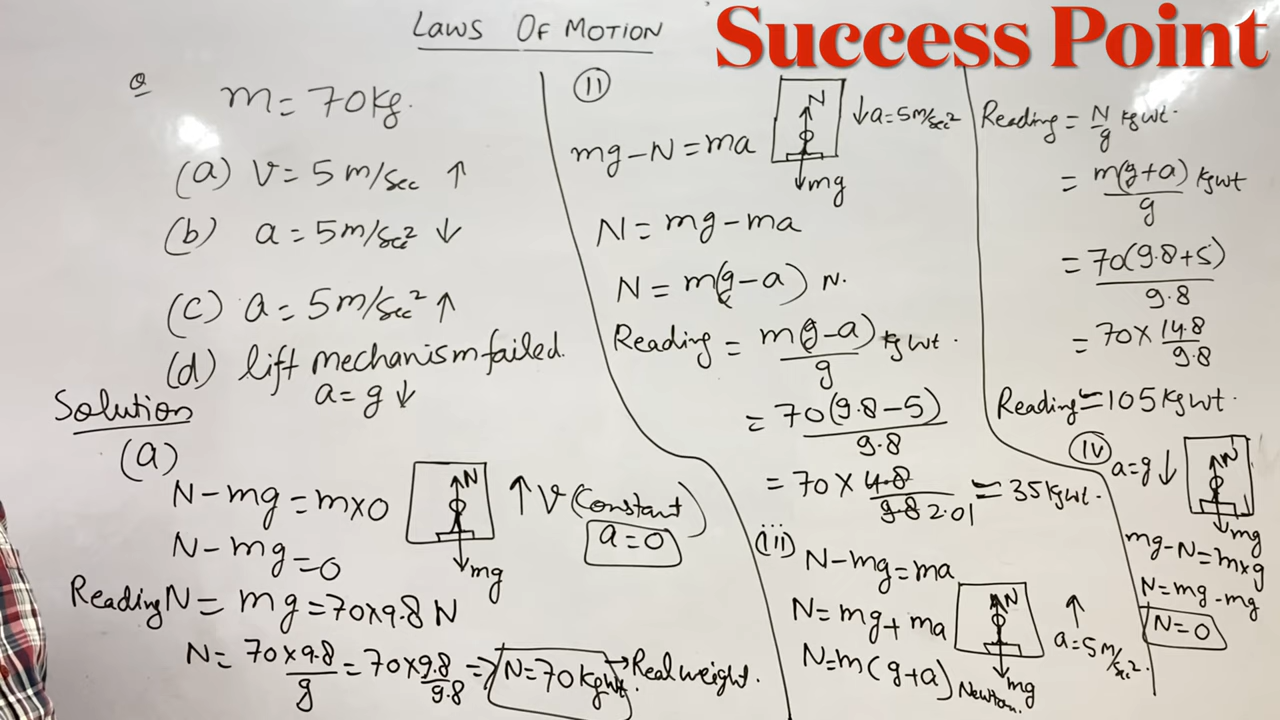 Laws Of Motion
Success Point
Q
m = 70kg.
(a) v = 5 m/sec ↑
(b) a = 5 m/sec² ↓
(c) a = 5 m/sec² ↑
(d) lift mechanism failed.
a = g ↓
Solution
(a)
N - mg = m×0
N - mg = 0
Reading N = mg = 70×9.8 N
N = 70×9.8/g = 70×9.8/9.8 ⇒ N = 70 kgwt. → Real weight.
N
mg
↑ V (Constant)
a = 0
(ii)
mg - N = ma
N
mg
↓ a = 5 m/sec²
N = mg - ma
N = m(g - a) N.
Reading = m(g - a)/g kgwt.
= 70(9.8 - 5)/9.8
= 70 × 4.8/9.8 2.01 = 35 kgwt.
(iii)
N - mg = ma
N = mg + ma
N = m(g + a) Newton.
N
mg
↑
a = 5 m/sec².
Reading = N/g kgwt.
= m(g + a)/g kgwt
= 70(9.8 + 5)/9.8
= 70 × 14.8/9.8
Reading = 105 kgwt.
(iv)
a = g ↓
N
mg
mg - N = m×g
N = mg - mg
N = 0